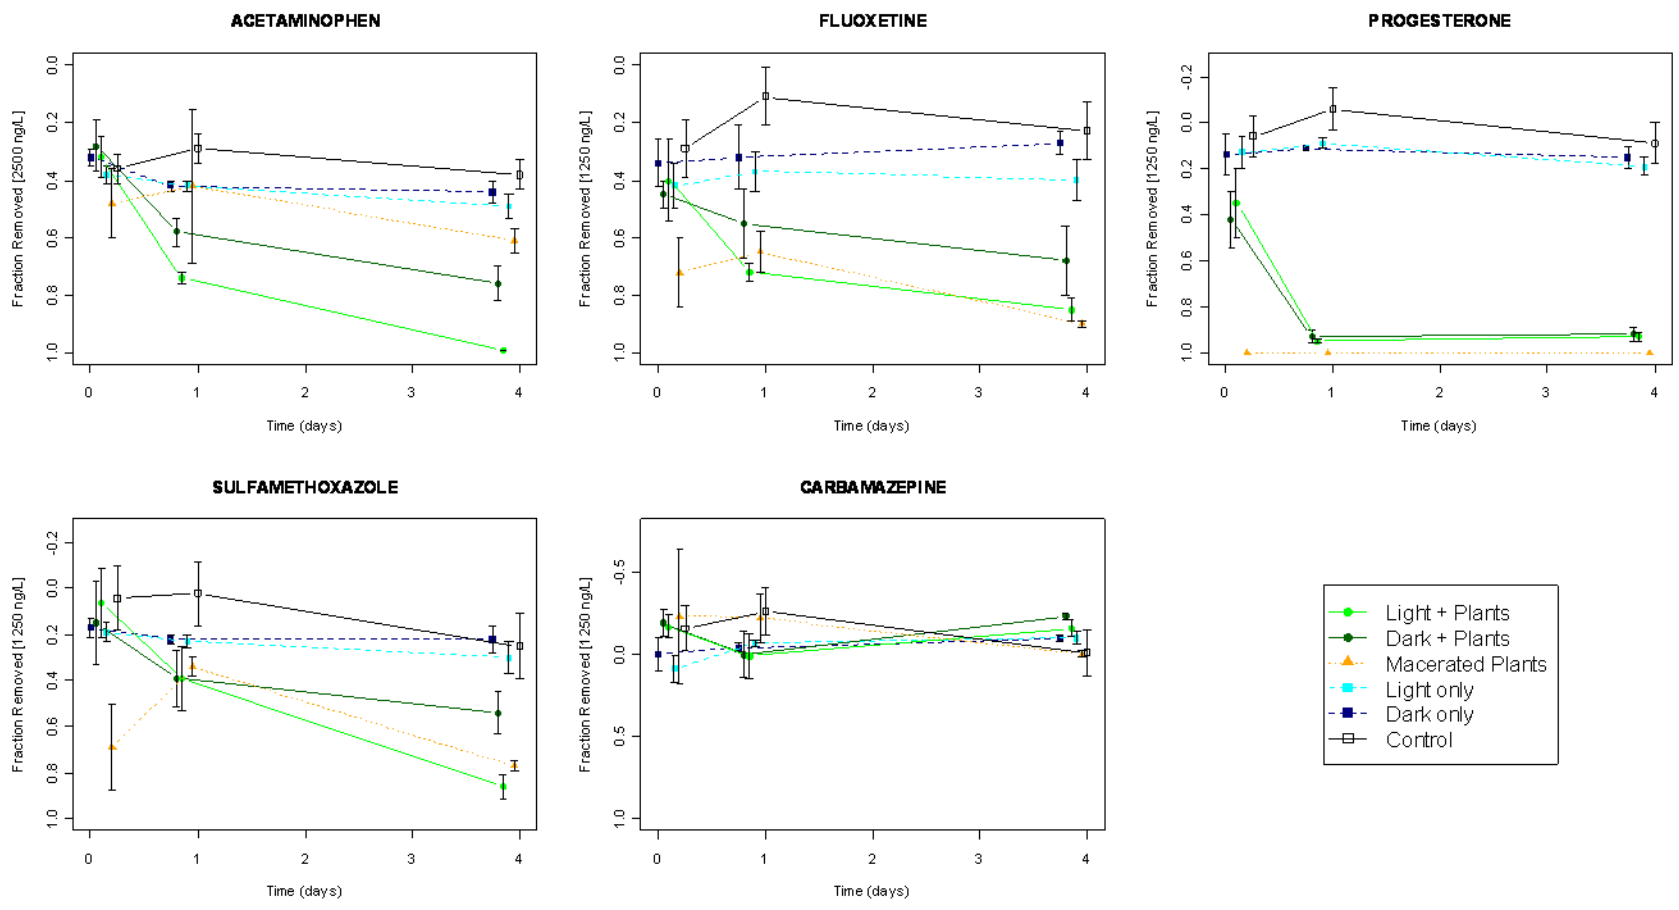 ACETAMINOPHEN
Fraction Removed [2500 ng/L]
0.0
0.2
0.4
0.6
0.8
1.0
0 1 2 3 4
Time (days)
FLUOXETINE
Fraction Removed [1250 ng/L]
0.0
0.2
0.4
0.6
0.8
1.0
0 1 2 3 4
Time (days)
PROGESTERONE
Fraction Removed [1250 ng/L]
-0.2
0.0
0.2
0.4
0.6
0.8
1.0
0 1 2 3 4
Time (days)
SULFAMETHOXAZOLE
Fraction Removed [1250 ng/L]
-0.2
0.0
0.2
0.4
0.6
0.8
1.0
0 1 2 3 4
Time (days)
CARBAMAZEPINE
Fraction Removed [1250 ng/L]
-0.5
0.0
0.5
1.0
0 1 2 3 4
Time (days)
Light + Plants
Dark + Plants
Macerated Plants
Light only
Dark only
Control